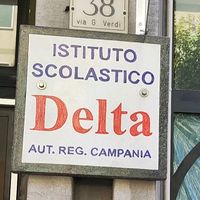 38
via G. Verdi
ISTITUTO
SCOLASTICO
Delta
AUT. REG. CAMPANIA